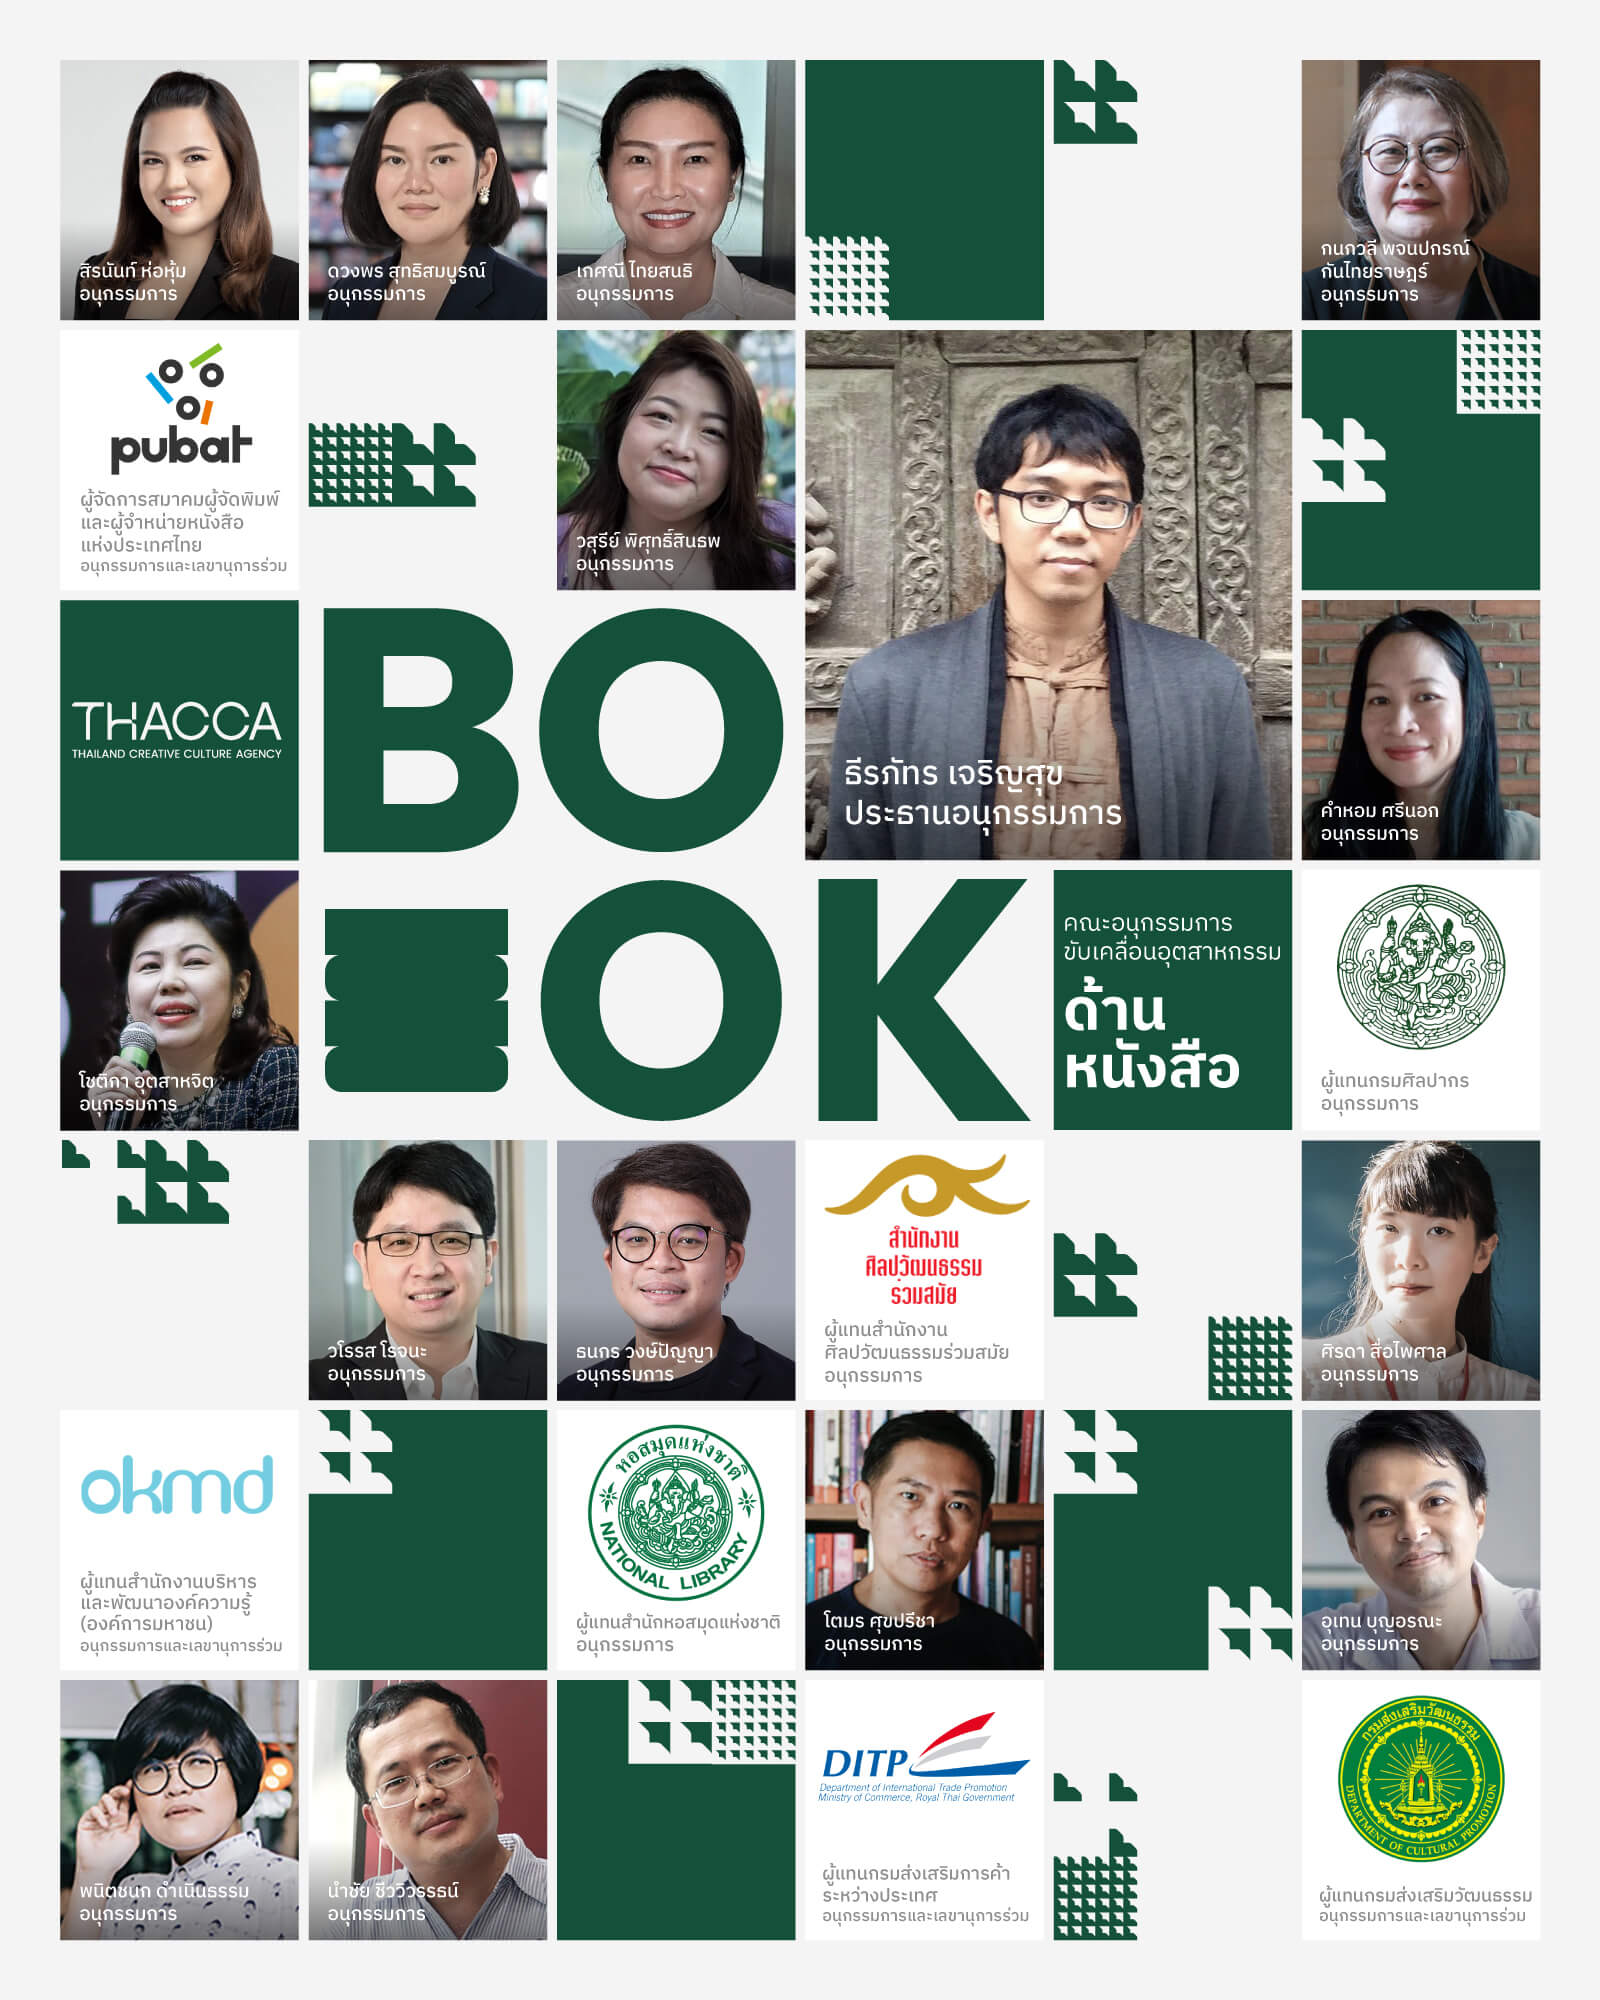 สิรนันท์ ห่อหุ้ม
อนุกรรมการ
ดวงพร สุทธิสมบูรณ์
อนุกรรมการ
เกศณี ไทยสนธิ
อนุกรรมการ
กนกวลี พจนปกรณ์
กันไทยราษฎร์
อนุกรรมการ
pubat
ผู้จัดการสมาคมผู้จัดพิมพ์
และผู้จำหน่ายหนังสือ
แห่งประเทศไทย
อนุกรรมการและเลขานุการร่วม
วสุรีย์ พิศุทธิ์สินธพ
อนุกรรมการ
ธีรภัทร เจริญสุข
ประธานอนุกรรมการ
THACCA
THAILAND CREATIVE CULTURE AGENCY
BO
OK
คำหอม ศรีนอก
อนุกรรมการ
โชติกา อุตสาหจิต
อนุกรรมการ
คณะอนุกรรมการ
ขับเคลื่อนอุตสาหกรรม
ด้าน
หนังสือ
ผู้แทนกรมศิลปากร
อนุกรรมการ
วโรรส โรจนะ
อนุกรรมการ
ธนกร วงษ์ปัญญา
อนุกรรมการ
สำนักงาน
ศิลปวัฒนธรรม
ร่วมสมัย
ผู้แทนสำนักงาน
ศิลปวัฒนธรรมร่วมสมัย
อนุกรรมการ
ศิรดา สื่อไพศาล
อนุกรรมการ
okmd
ผู้แทนสำนักงานบริหาร
และพัฒนาองค์ความรู้
(องค์การมหาชน)
อนุกรรมการและเลขานุการร่วม
หอสมุดแห่งชาติ
NATIONAL LIBRARY
ผู้แทนสำนักหอสมุดแห่งชาติ
อนุกรรมการ
โตมร ศุขปรีชา
อนุกรรมการ
อุเทน บุญอรณะ
อนุกรรมการ
พนิตชนก ดำเนินธรรม
อนุกรรมการ
นำชัย ชีววิวรรธน์
อนุกรรมการ
DITP
Department of International Trade Promotion
Ministry of Commerce, Royal Thai Government
ผู้แทนกรมส่งเสริมการค้า
ระหว่างประเทศ
อนุกรรมการและเลขานุการร่วม
กรมส่งเสริมวัฒนธรรม
DEPARTMENT OF CULTURAL PROMOTION
ผู้แทนกรมส่งเสริมวัฒนธรรม
อนุกรรมการและเลขานุการร่วม